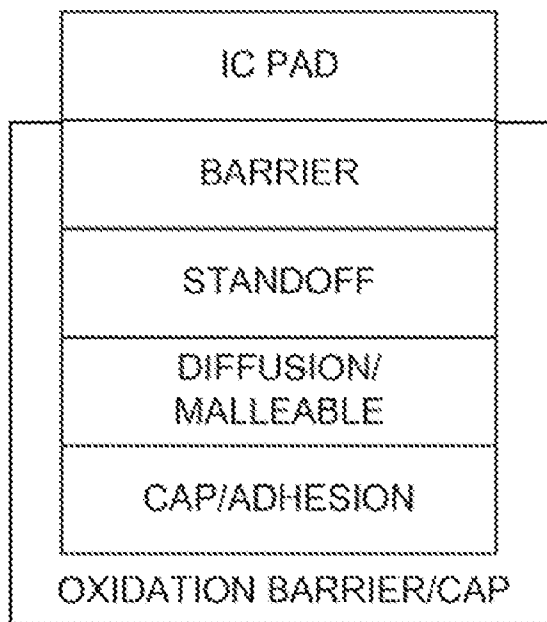 IC PAD
BARRIER
STANDOFF
DIFFUSION/
MALLEABLE
CAP/ADHESION
OXIDATION BARRIER/CAP